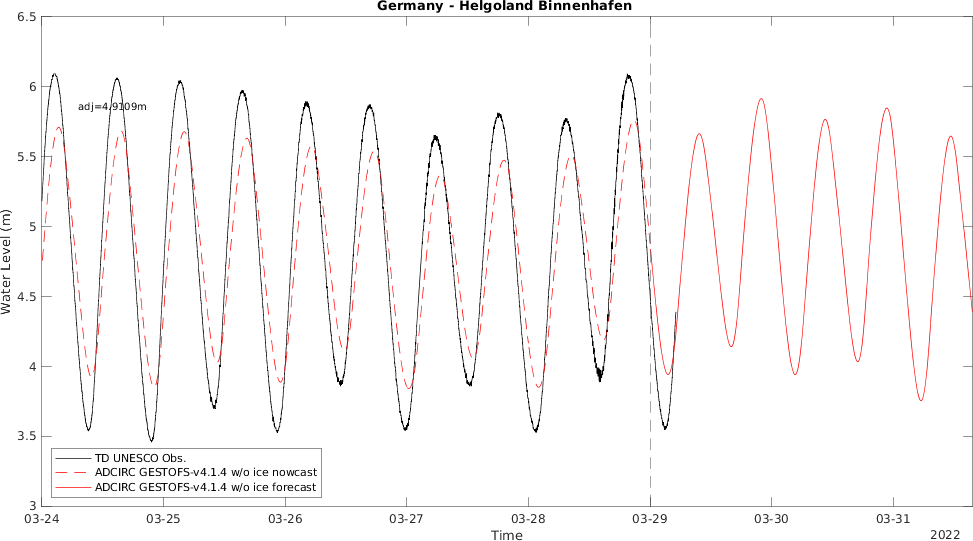 Germany - Helgoland Binnenhafen
6.5
6
5.5
5
4.5
4
3.5
3
Water Level (m)
adj=4.9109m
TD UNESCO Obs.
ADCIRC GESTOFS-v4.1.4 w/o ice nowcast
ADCIRC GESTOFS-v4.1.4 w/o ice forecast
03-24 03-25 03-26 03-27 03-28 03-29 03-30 03-31
Time
2022